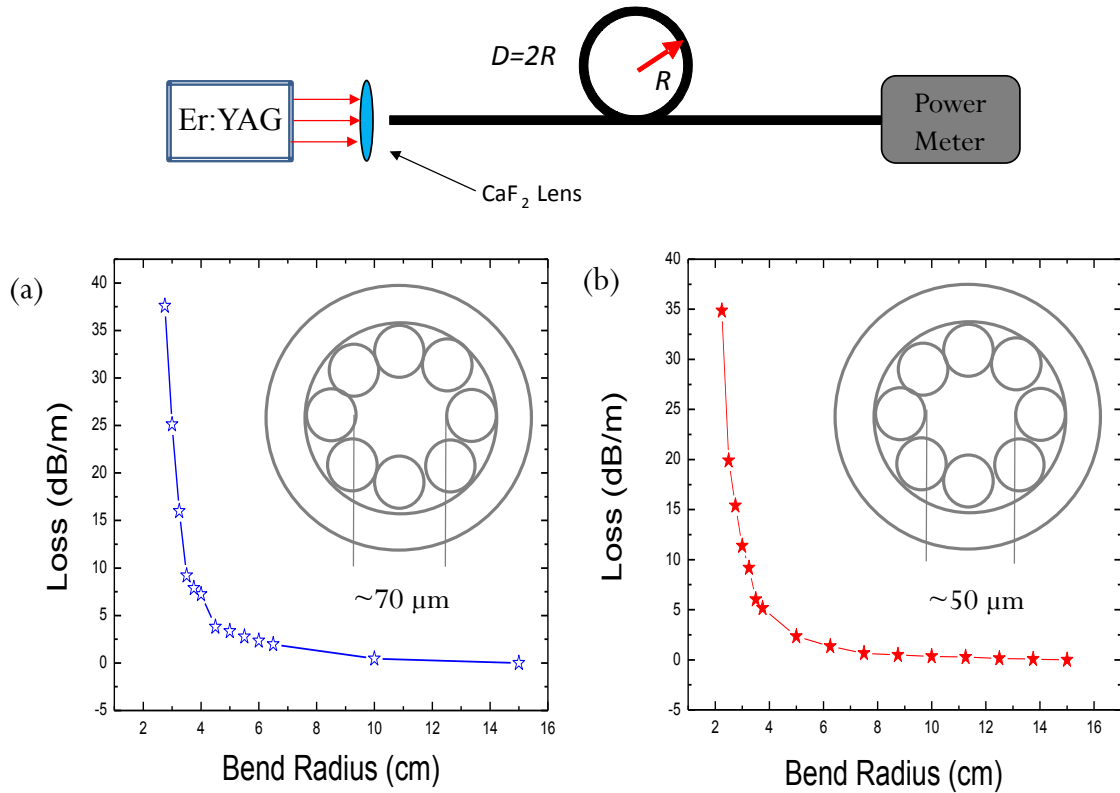 D=2R
R
Er:YAG
Power
Meter
CaF2 Lens
(a)
40
35
30
25
20
15
10
5
0
-5
Loss (dB/m)
~70 μm
2 4 6 8 10 12 14 16
Bend Radius (cm)
(b)
40
35
30
25
20
15
10
5
0
-5
Loss (dB/m)
~50 μm
2 4 6 8 10 12 14 16
Bend Radius (cm)